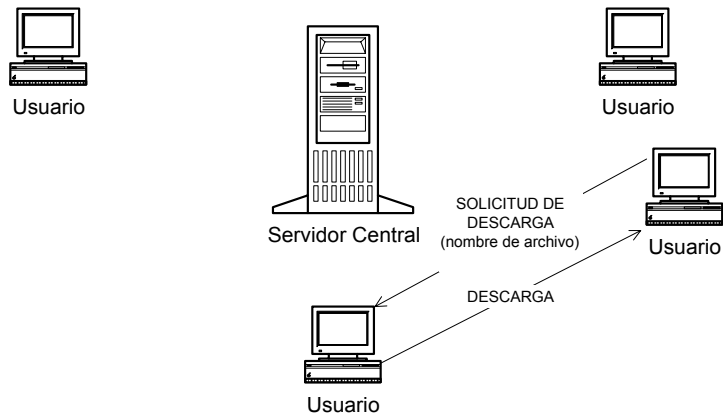 Usuario
Usuario
SOLICITUD DE
DESCARGA
(nombre de archivo)
Servidor Central
Usuario
DESCARGA
Usuario